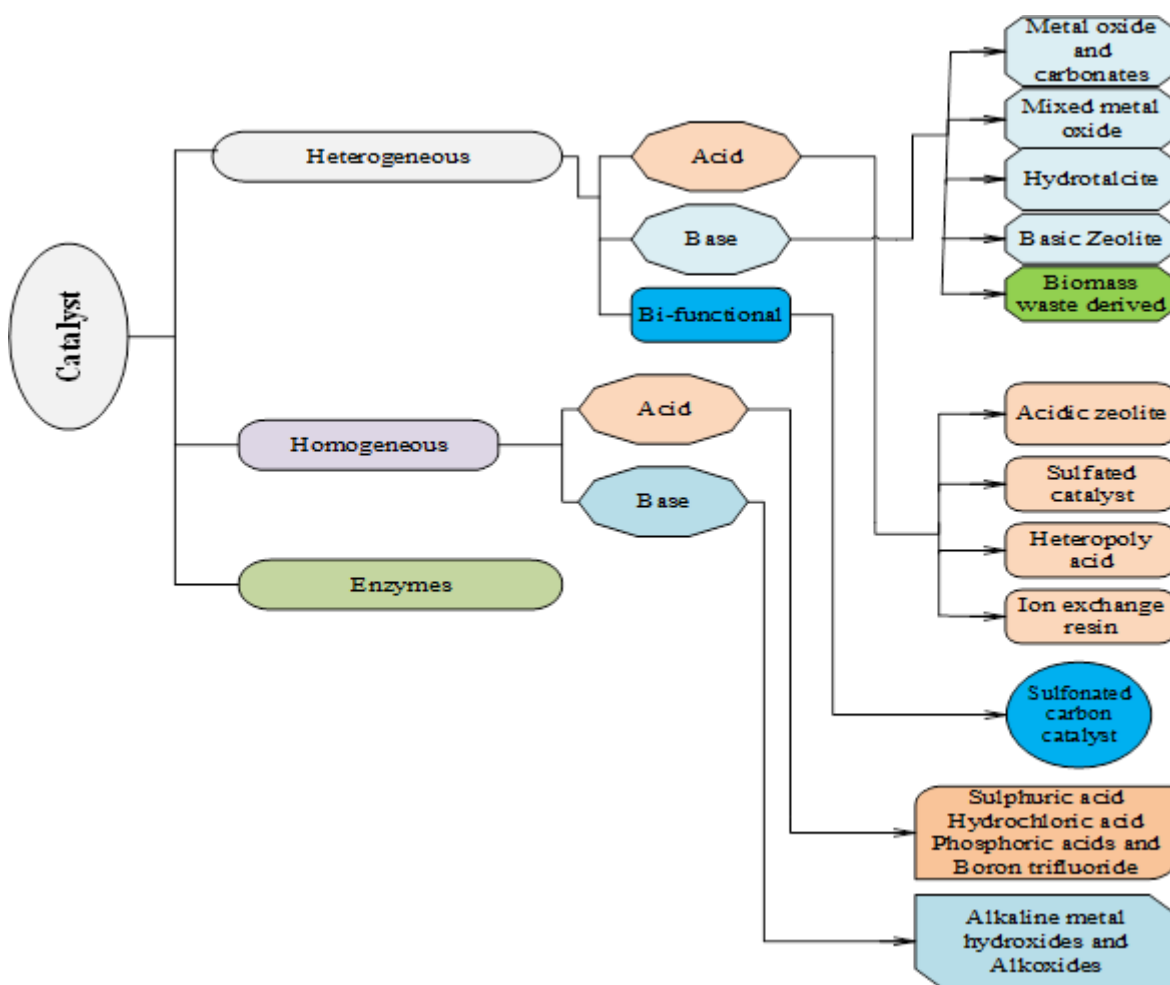 Catalyst
Heterogeneous
Homogeneous
Enzymes
Acid
Base
Bi-functional
Acid
Base
Metal oxide
and
carbonates
Mixed metal
oxide
Hydrotalcite
Basic Zeolite
Biomass
waste derived
Acidic zeolite
Sulfated
catalyst
Heteropoly
acid
Ion exchange
resin
Sulfonated
carbon
catalyst
Sulphuric acid
Hydrochloric acid
Phosphoric acids and
Boron trifluoride
Alkaline metal
hydroxides and
Alkoxides